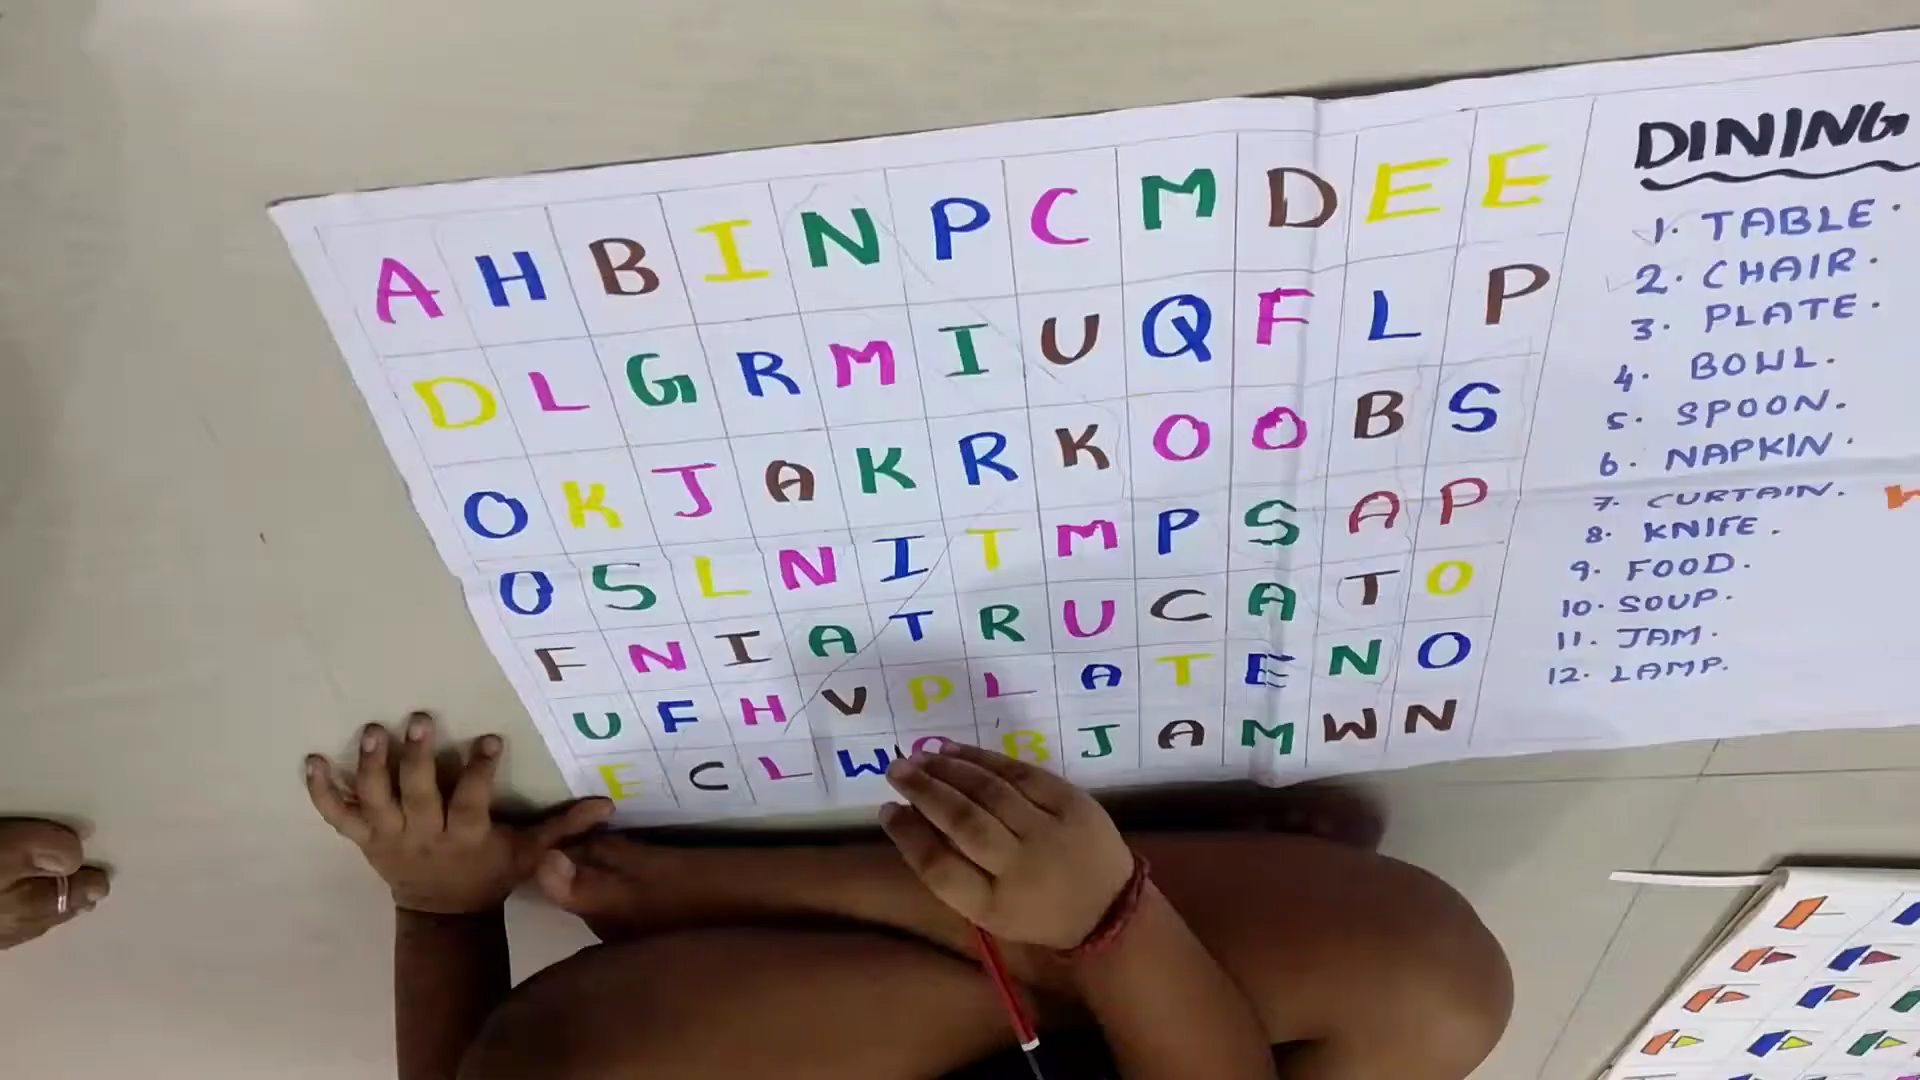 A H B I N P C M D E E
D L G R M I U Q F L P
O K J A K R K O O B S
O S L N I T M P S A P
F N I A T R U C A T O
U F H V P L A T E N O
E C L W O B J A M W N
DINING
1. TABLE.
2. CHAIR.
3. PLATE.
4. BOWL.
5. SPOON.
6. NAPKIN.
7. CURTAIN.
8. KNIFE.
9. FOOD.
10. SOUP.
11. JAM.
12. LAMP.